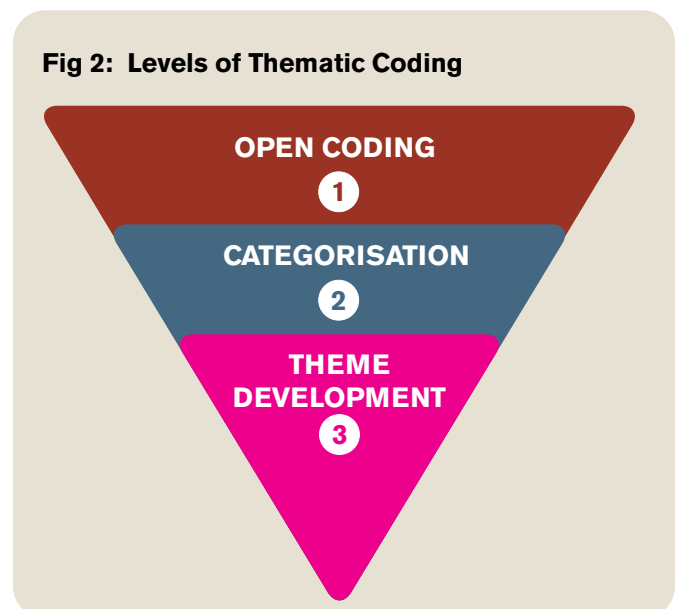 Fig 2: Levels of Thematic Coding
OPEN CODING
1
CATEGORISATION
2
THEME
DEVELOPMENT
3